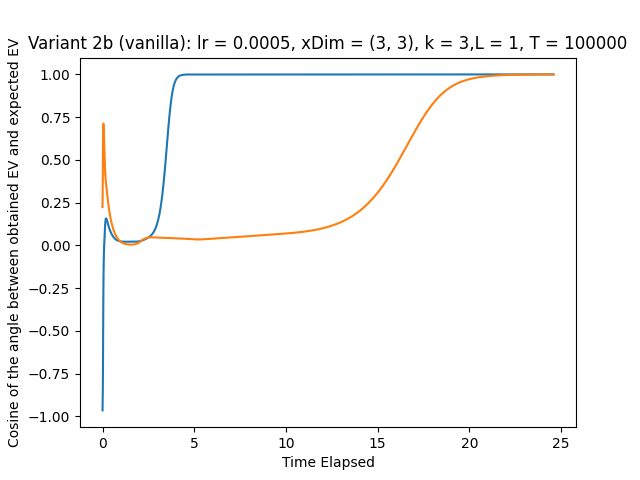 Variant 2b (vanilla): lr = 0.0005, xDim = (3, 3), k = 3,L = 1, T = 100000
Cosine of the angle between obtained EV and expected EV
1.00
0.75
0.50
0.25
0.00
−0.25
−0.50
−0.75
−1.00
0 5 10 15 20 25
Time Elapsed